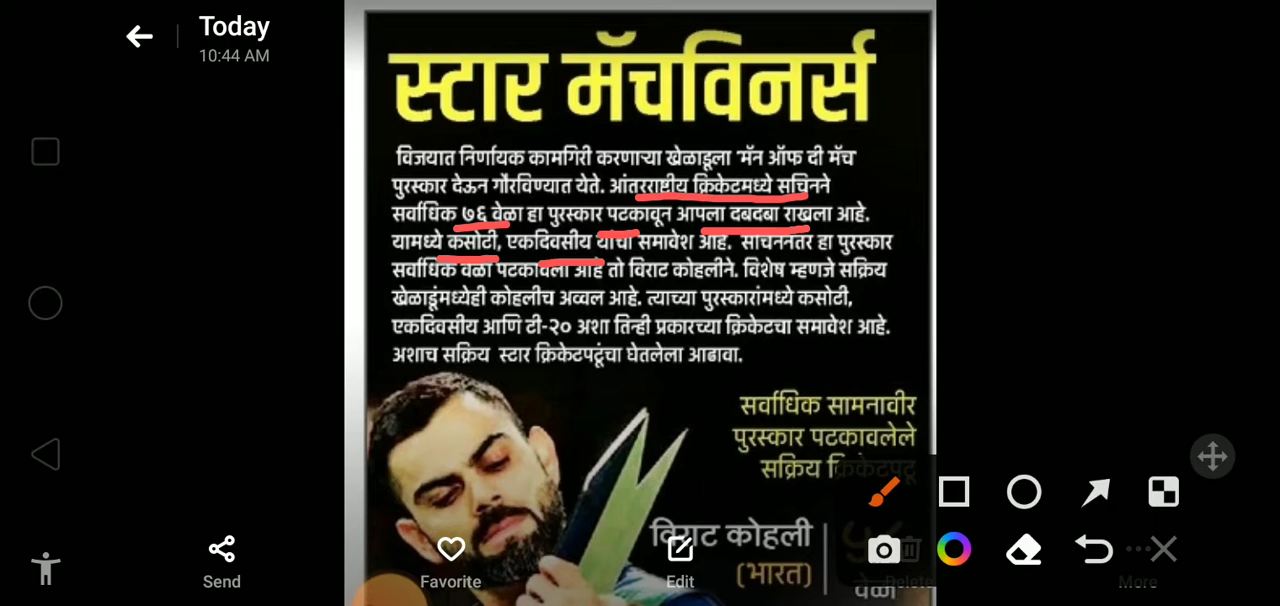 Today
10:44 AM
स्टार मॅचविनर्स
विजयात निर्णायक कामगिरी करणाऱ्या खेळाडूला 'मॅन ऑफ दी मॅच'
पुरस्कार देऊन गौरविण्यात येते. आंतरराष्ट्रीय क्रिकेटमध्ये सचिनने
सर्वाधिक ७६ वेळा हा पुरस्कार पटकावून आपला दबदबा राखला आहे.
यामध्ये कसोटी, एकदिवसीय यांचा समावेश आहे. सचिननंतर हा पुरस्कार
सर्वाधिक वेळा पटकावला आहे तो विराट कोहलीने. विशेष म्हणजे सक्रिय
खेळाडूंमध्येही कोहलीच अव्वल आहे. त्याच्या पुरस्कारांमध्ये कसोटी,
एकदिवसीय आणि टी-२० अशा तिन्ही प्रकारच्या क्रिकेटचा समावेश आहे.
अशाच सक्रिय स्टार क्रिकेटपटूंचा घेतलेला आढावा.
सर्वाधिक सामनावीर
पुरस्कार पटकावलेले
सक्रिय क्रिकेटपटू
विराट कोहली
(भारत)
वेळा
Send
Favorite
Edit
Delete
More